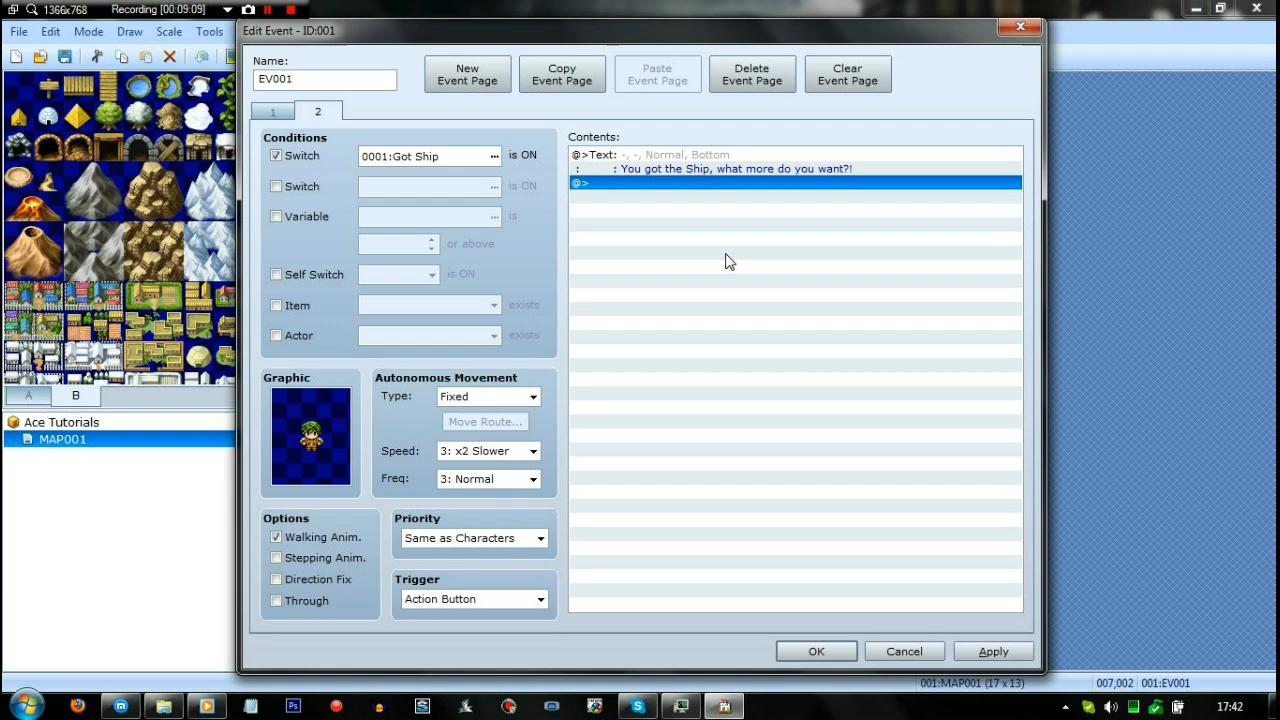 1366x768 Recording [00:09:09]
File Edit Mode Draw Scale Tools
Edit Event - ID:001
Name:
EV001
New Event Page
Copy Event Page
Paste Event Page
Delete Event Page
Clear Event Page
1 2
Conditions
Switch 0001:Got Ship ... is ON
Switch ... is ON
Variable ... is
or above
Self Switch is ON
Item exists
Actor exists
Graphic
Autonomous Movement
Type: Fixed
Move Route...
Speed: 3: x2 Slower
Freq: 3: Normal
Options
Walking Anim.
Stepping Anim.
Direction Fix
Through
Priority
Same as Characters
Trigger
Action Button
Contents:
@>Text: -, -, Normal, Bottom
: : You got the Ship, what more do you want?!
@>
OK Cancel Apply
A B
Ace Tutorials
MAP001
001:MAP001 (17 x 13) 007,002 001:EV001
17:42